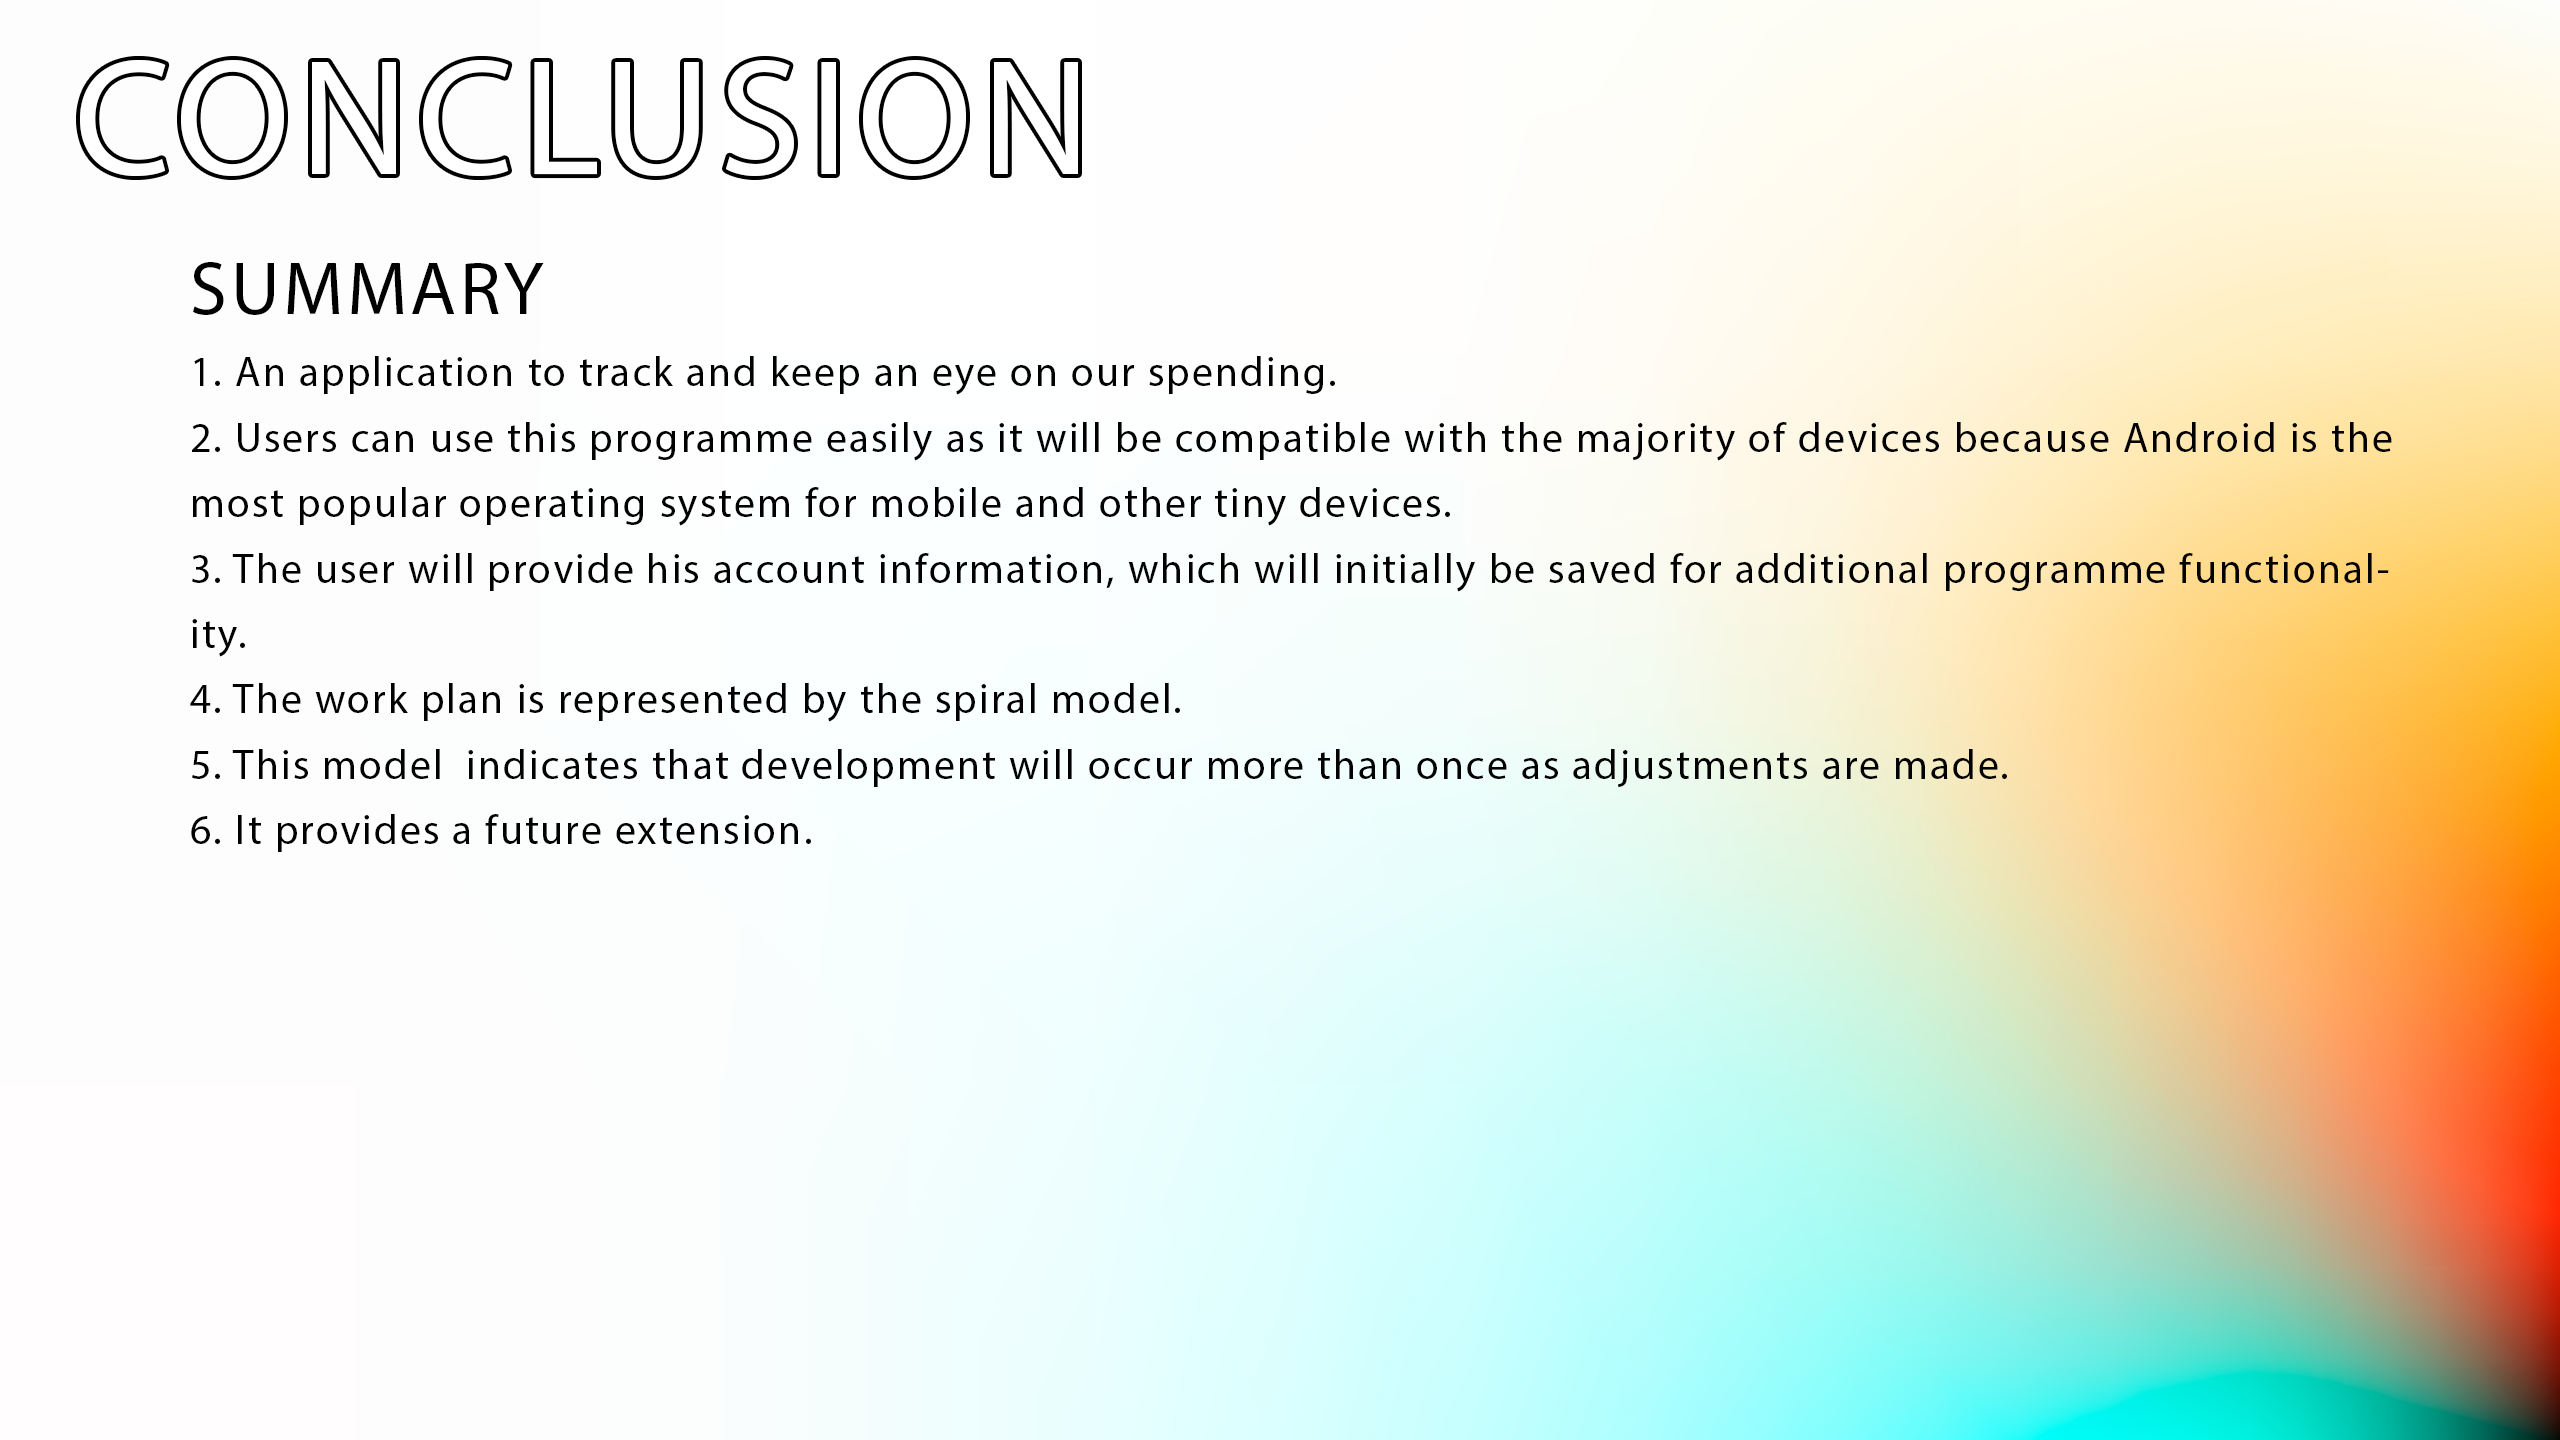 CONCLUSION
SUMMARY
1. An application to track and keep an eye on our spending.
2. Users can use this programme easily as it will be compatible with the majority of devices because Android is the
most popular operating system for mobile and other tiny devices.
3. The user will provide his account information, which will initially be saved for additional programme functional-
ity.
4. The work plan is represented by the spiral model.
5. This model  indicates that development will occur more than once as adjustments are made.
6. It provides a future extension.